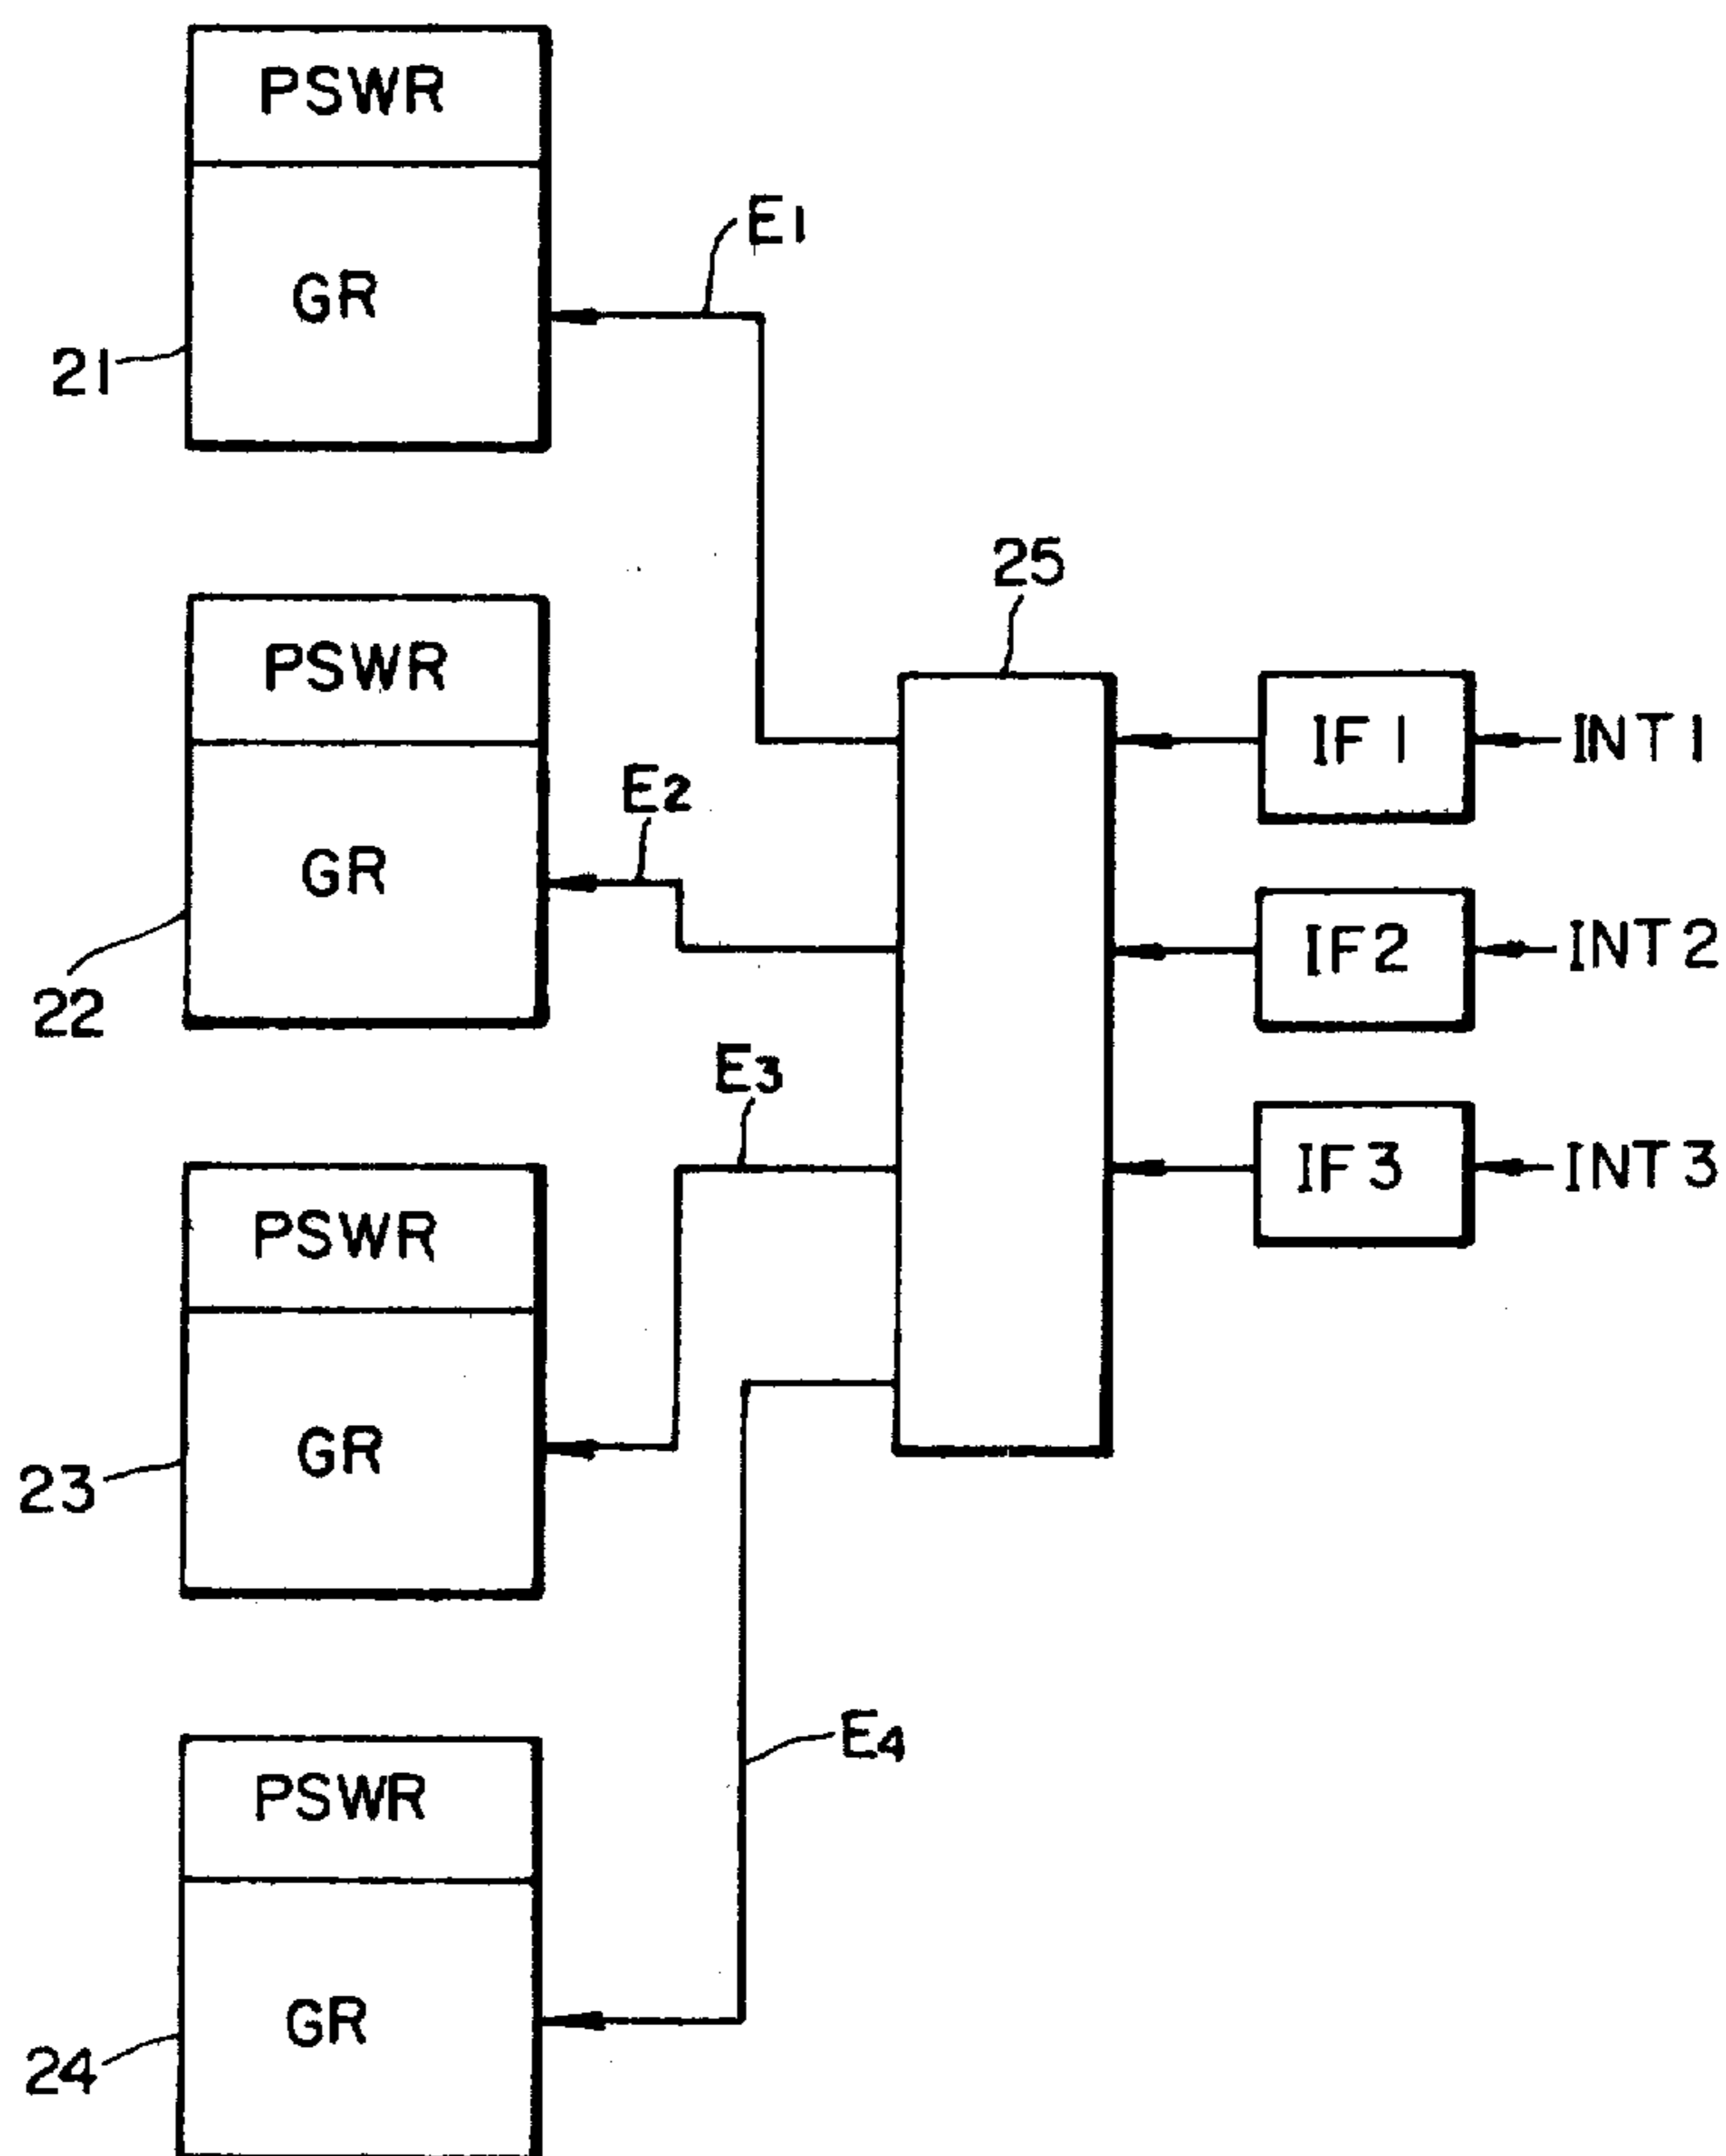 PSWR
E1
GR
21
25
PSWR
IF1
INT1
E2
GR
IF2
INT2
22
E3
IF3
INT3
PSWR
GR
23
E4
PSWR
GR
24